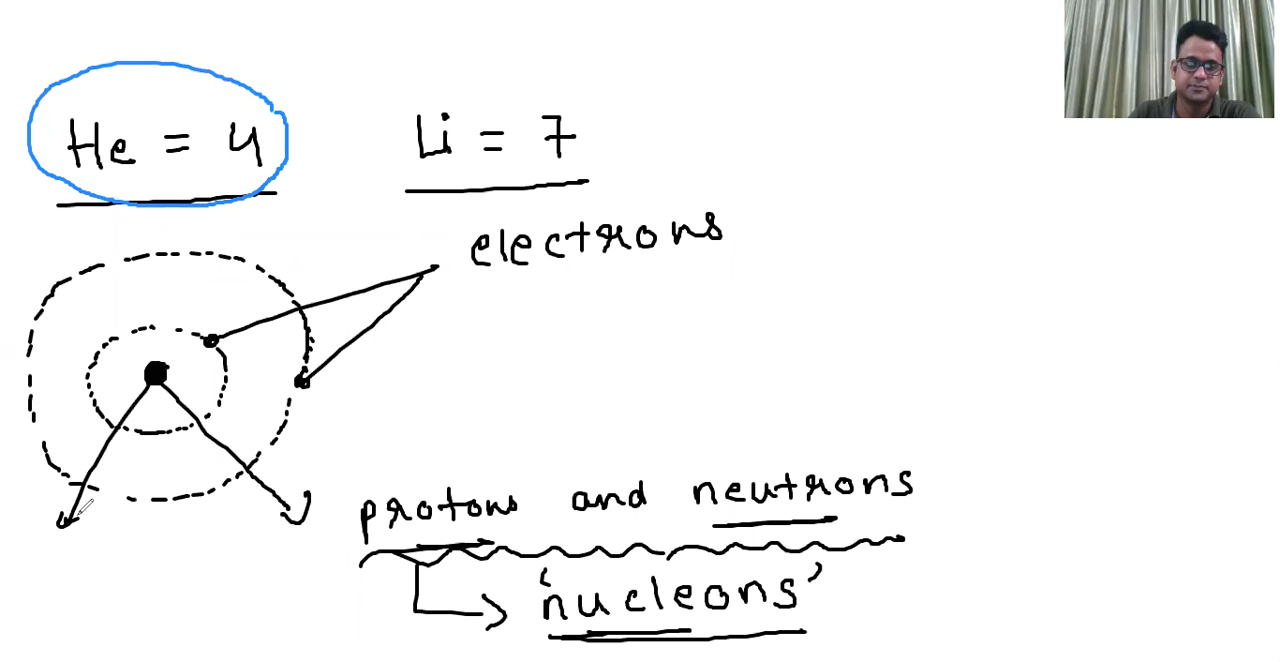 He = 4
Li = 7
electrons
protons and neutrons
'nucleons'